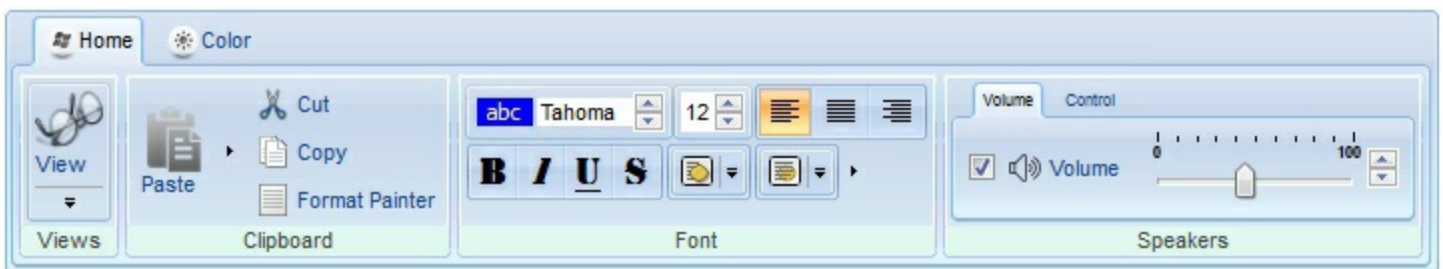 Home Color
View
Views
Paste
Cut
Copy
Format Painter
Clipboard
abc Tahoma 12
B I U S
Font
Volume Control
0 100
Volume
Speakers